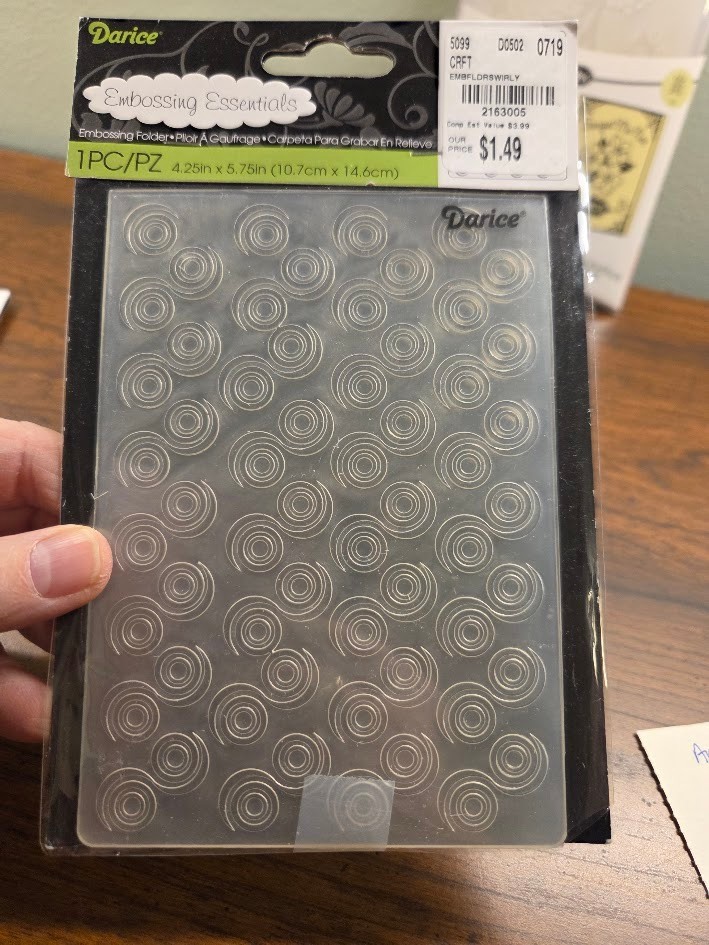 Darice®
Embossing Essentials
Embossing Folder • Plioir À Gaufrage • Carpeta Para Grabar En Relieve
1PC/PZ 4.25in x 5.75in (10.7cm x 14.6cm)
5099 D0502 0719
CRFT
EMBFLDRSWIRLY
2163005
Comp Est Value $3.99
OUR PRICE $1.49
Darice®